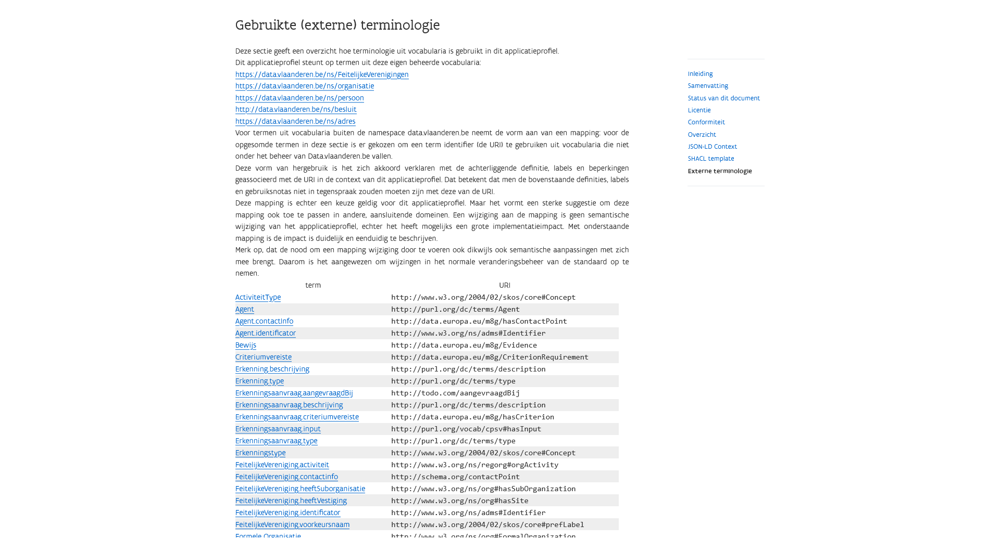 Gebruikte (externe) terminologie
Deze sectie geeft een overzicht hoe terminologie uit vocabularia is gebruikt in dit applicatieprofiel.
Dit applicatieprofiel steunt op termen uit deze eigen beheerde vocabularia:
https://data.vlaanderen.be/ns/FeitelijkeVerenigingen
https://data.vlaanderen.be/ns/organisatie
https://data.vlaanderen.be/ns/persoon
http://data.vlaanderen.be/ns/besluit
https://data.vlaanderen.be/ns/adres
Voor termen uit vocabularia buiten de namespace data.vlaanderen.be neemt de vorm aan van een mapping: voor de
opgesomde termen in deze sectie is er gekozen om een term identifier (de URI) te gebruiken uit vocabularia die niet
onder het beheer van Data.vlaanderen.be vallen.
Deze vorm van hergebruik is het zich akkoord verklaren met de achterliggende definitie, labels en beperkingen
geassocieerd met de URI in de context van dit applicatieprofiel. Dat betekent dat men de bovenstaande definities, labels
en gebruiksnotas niet in tegenspraak zouden moeten zijn met deze van de URI.
Deze mapping is echter een keuze geldig voor dit applicatieprofiel. Maar het vormt een sterke suggestie om deze
mapping ook toe te passen in andere, aansluitende domeinen. Een wijziging aan de mapping is geen semantische
wijziging van het appplicatieprofiel, echter het heeft mogelijks een grote implementatieimpact. Met onderstaande
mapping is de impact is duidelijk en eenduidig te beschrijven.
Merk op, dat de nood om een mapping wijziging door te voeren ook dikwijls ook semantische aanpassingen met zich
mee brengt. Daarom is het aangewezen om wijzingen in het normale veranderingsbeheer van de standaard op te
nemen.
term URI
ActiviteitType http://www.w3.org/2004/02/skos/core#Concept
Agent http://purl.org/dc/terms/Agent
Agent.contactInfo http://data.europa.eu/m8g/hasContactPoint
Agent.identificator http://www.w3.org/ns/adms#Identifier
Bewijs http://data.europa.eu/m8g/Evidence
Criteriumvereiste http://data.europa.eu/m8g/CriterionRequirement
Erkenning.beschrijving http://purl.org/dc/terms/description
Erkenning.type http://purl.org/dc/terms/type
Erkenningsaanvraag.aangevraagdBij http://todo.com/aangevraagdBij
Erkenningsaanvraag.beschrijving http://purl.org/dc/terms/description
Erkenningsaanvraag.criteriumvereiste http://data.europa.eu/m8g/hasCriterion
Erkenningsaanvraag.input http://purl.org/vocab/cpsv#hasInput
Erkenningsaanvraag.type http://purl.org/dc/terms/type
Erkenningstype http://www.w3.org/2004/02/skos/core#Concept
FeitelijkeVereniging.activiteit http://www.w3.org/ns/regorg#orgActivity
FeitelijkeVereniging.contactinfo http://schema.org/contactPoint
FeitelijkeVereniging.heeftSuborganisatie http://www.w3.org/ns/org#hasSubOrganization
FeitelijkeVereniging.heeftVestiging http://www.w3.org/ns/org#hasSite
FeitelijkeVereniging.identificator http://www.w3.org/ns/adms#Identifier
FeitelijkeVereniging.voorkeursnaam http://www.w3.org/2004/02/skos/core#prefLabel
Formele Organisatie http://www.w3.org/ns/org#FormalOrganization
Inleiding
Samenvatting
Status van dit document
Licentie
Conformiteit
Overzicht
JSON-LD Context
SHACL template
Externe terminologie